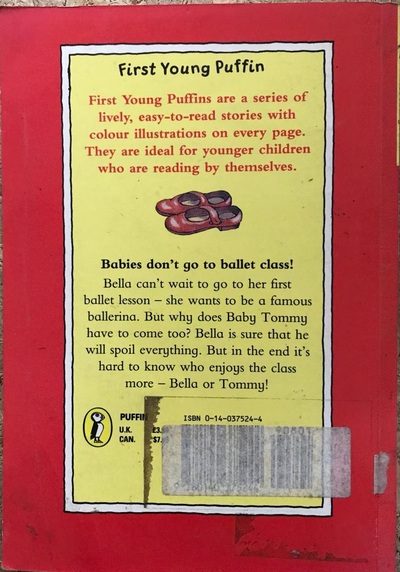 First Young Puffin
First Young Puffins are a series of
lively, easy-to-read stories with
colour illustrations on every page.
They are ideal for younger children
who are reading by themselves.
Babies don't go to ballet class!
Bella can't wait to go to her first
ballet lesson – she wants to be a famous
ballerina. But why does Baby Tommy
have to come too? Bella is sure that he
will spoil everything. But in the end it's
hard to know who enjoys the class
more – Bella or Tommy!
PUFFIN
U.K.
CAN.
ISBN 0-14-037524-4